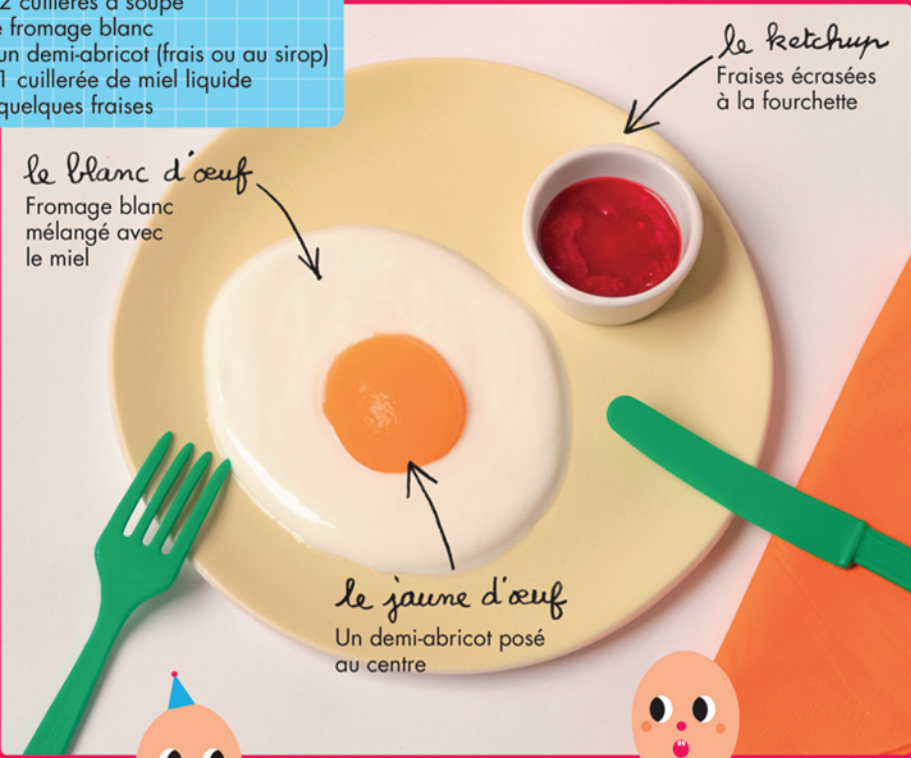 2 cuillères à soupe
fromage blanc
un demi-abricot (frais ou au sirop)
1 cuillerée de miel liquide
quelques fraises
le ketchup
Fraises écrasées
à la fourchette
le blanc d'œuf
Fromage blanc
mélangé avec
le miel
le jaune d'œuf
Un demi-abricot posé
au centre